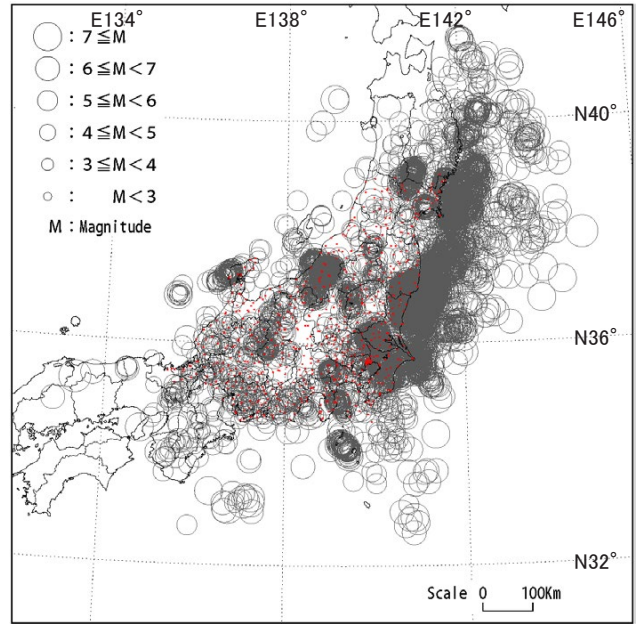 E134° E138° E142° E146°
: 7≦M
: 6≦M<7
: 5≦M<6
: 4≦M<5
: 3≦M<4
: M<3
M : Magnitude
N40°
N36°
N32°
Scale 0 100Km